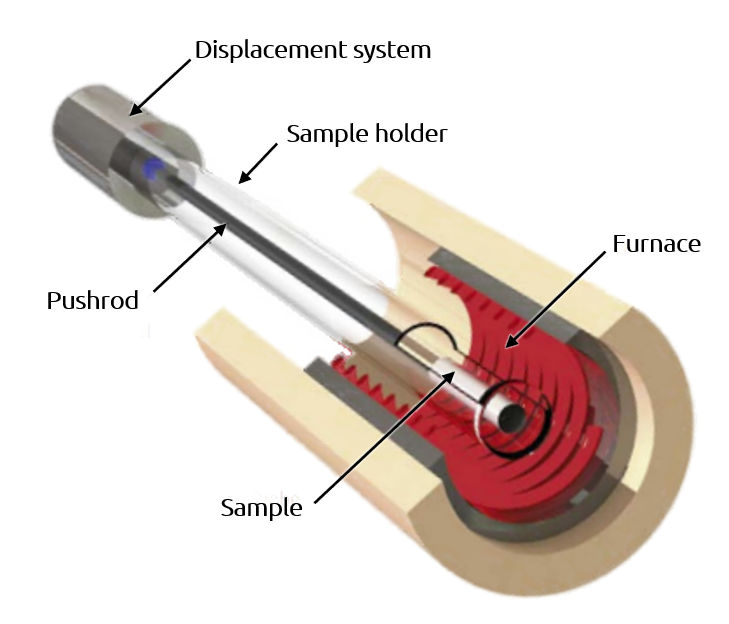 Displacement system
Sample holder
Furnace
Pushrod
Sample